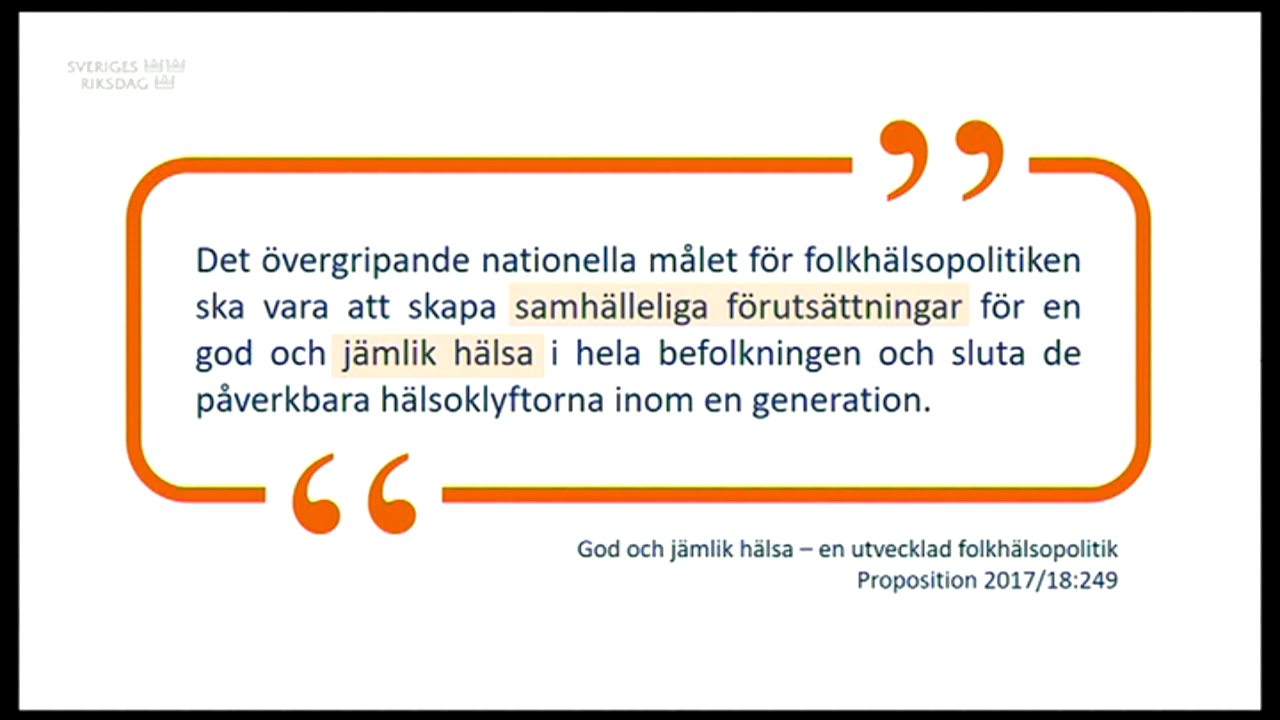 SVERIGES
RIKSDAG
Det övergripande nationella målet för folkhälsopolitiken
ska vara att skapa samhälleliga förutsättningar för en
god och jämlik hälsa i hela befolkningen och sluta de
påverkbara hälsoklyftorna inom en generation.
God och jämlik hälsa – en utvecklad folkhälsopolitik
Proposition 2017/18:249